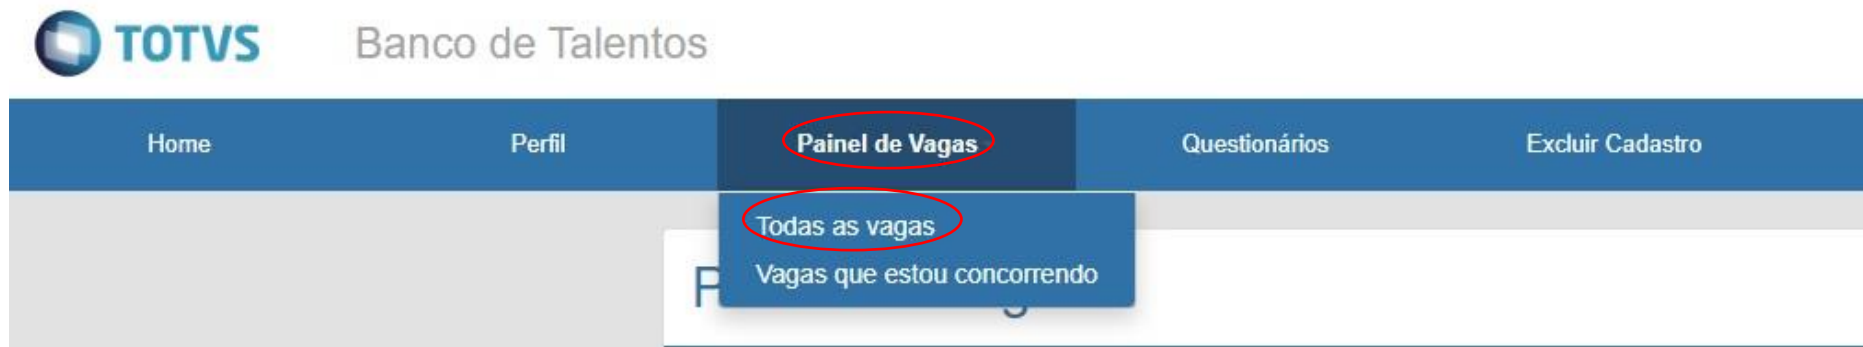 TOTVS Banco de Talentos
Home Perfil Painel de Vagas Questionários Excluir Cadastro
Todas as vagas
Vagas que estou concorrendo